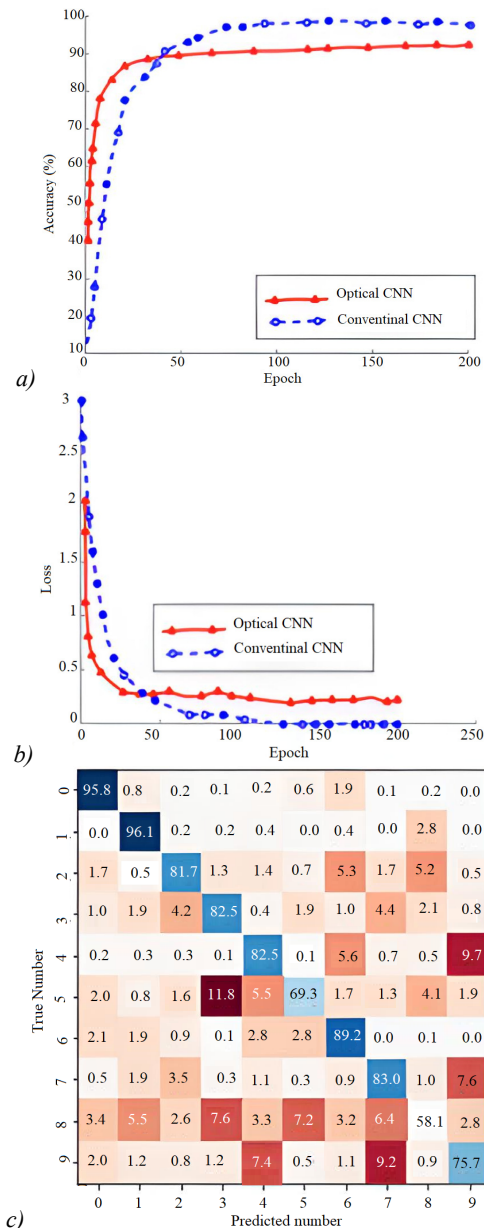 100
90
80
70
60
90
40
30
20
10
Accuracy (%)
0
50
100
150
200
Epoch
Optical CNN
Conventinal CNN
a)
3
2.5
2
1.5
1
0.5
0
Loss
0
50
100
150
200
Epoch
Optical CNN
Conventinal CNN
b)
True Number
0 95.8 0.8 0.2 0.1 0.2 0.6 1.9 0.1 0.2 0.0
1 0.0 96.1 0.2 0.2 0.4 0.0 0.4 0.0 2.8 0.0
2 1.7 0.5 81.7 1.3 1.4 0.7 5.3 1.7 5.2 0.5
3 1.0 1.9 4.2 82.5 0.4 1.9 1.0 4.4 2.1 0.8
4 0.2 0.3 0.3 0.1 82.5 0.1 5.6 0.7 0.5 9.7
5 2.0 0.8 1.6 11.8 5.5 69.3 1.7 1.3 4.1 1.9
6 2.1 1.9 0.9 0.1 2.8 2.8 89.2 0.0 0.1 0.0
7 0.5 1.9 3.5 0.3 1.1 0.3 0.9 83.0 1.0 7.6
8 3.4 5.5 2.6 7.6 3.3 7.2 3.2 6.4 58.1 2.8
9 2.0 1.2 0.8 1.2 7.4 0.5 1.1 9.2 0.9 75.7
0 1 2 3 4 5 6 7 8 9
Predicted number
c)